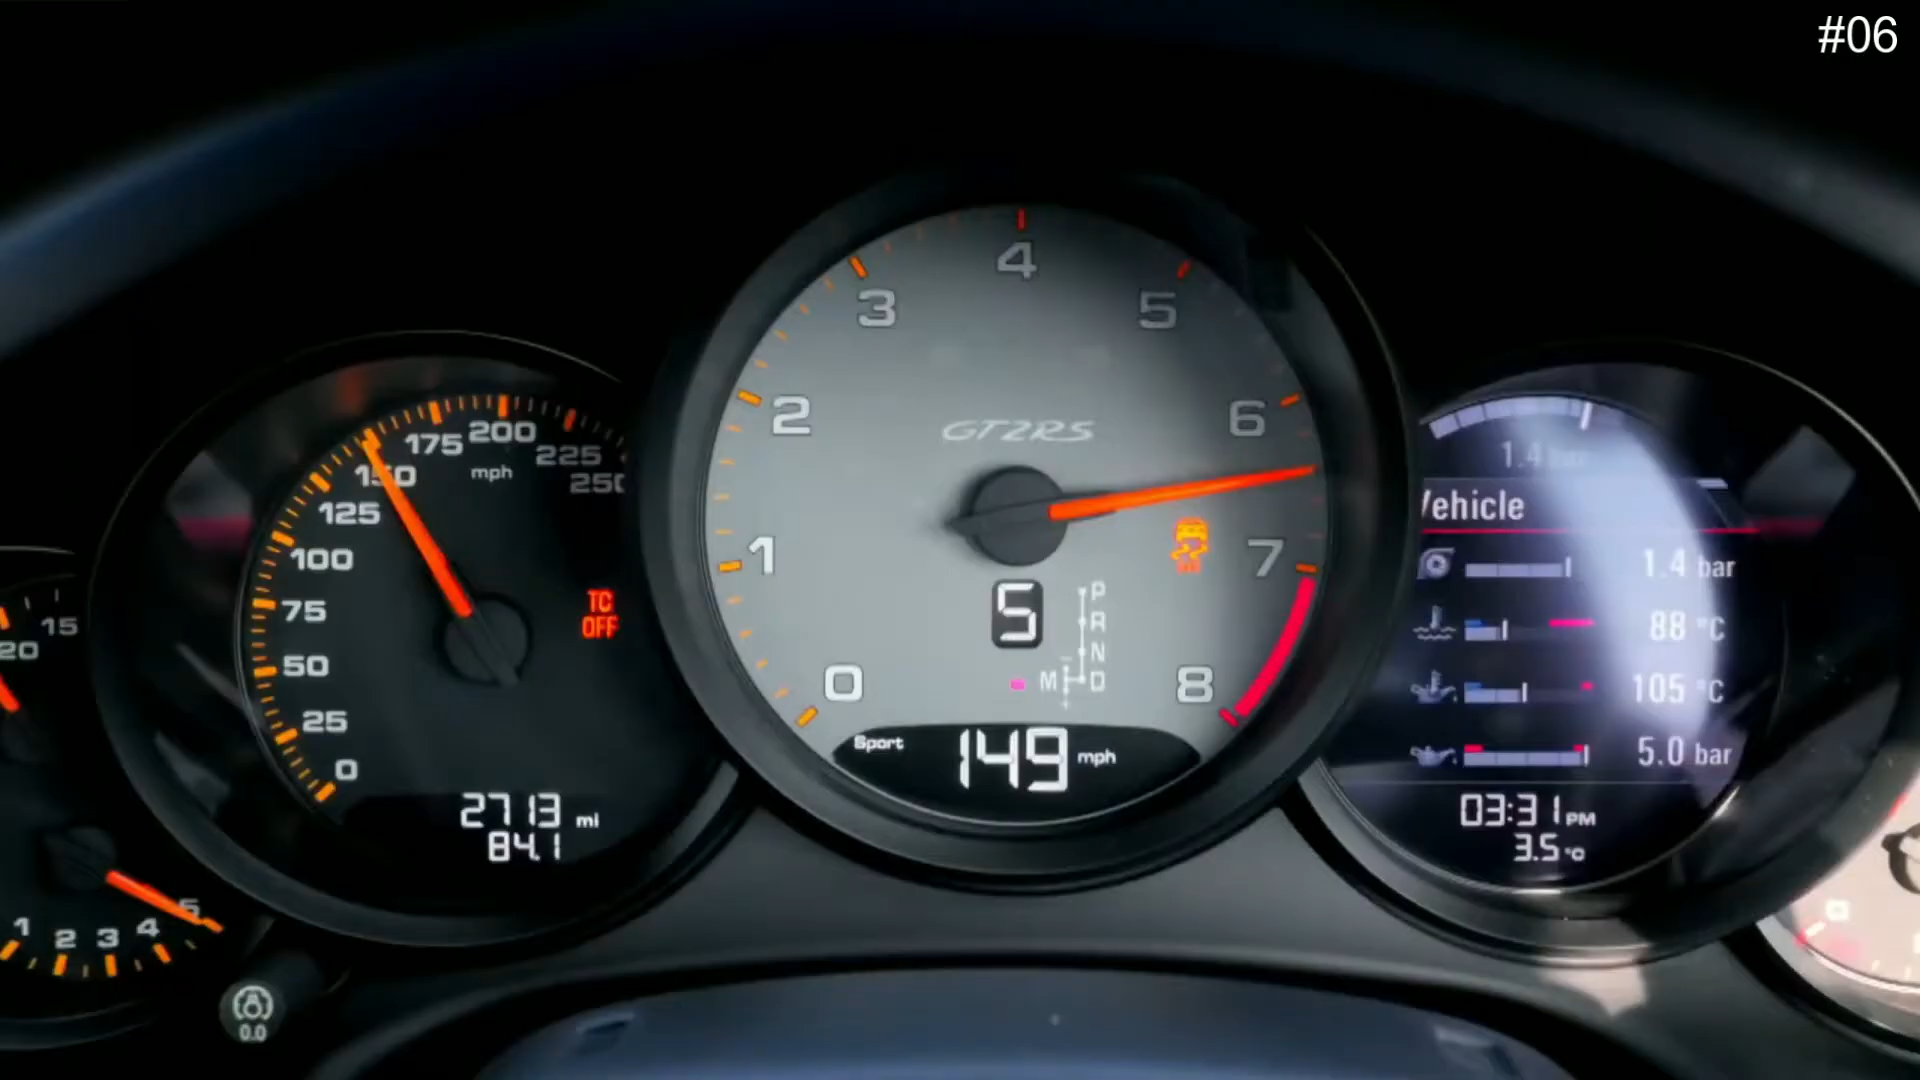 #06
4
3
5
2
6
GT2RS
1
7
0
8
5
P
R
N
M D
Sport 149 mph
175 200
225
250
150
mph
125
100
75
50
25
0
TC
OFF
2713 mi
84.1
15
20
1 2 3 4 5
0.0
1.4 bar
Vehicle
1.4 bar
88 °C
105 °C
5.0 bar
03:31 PM
3.5 °C